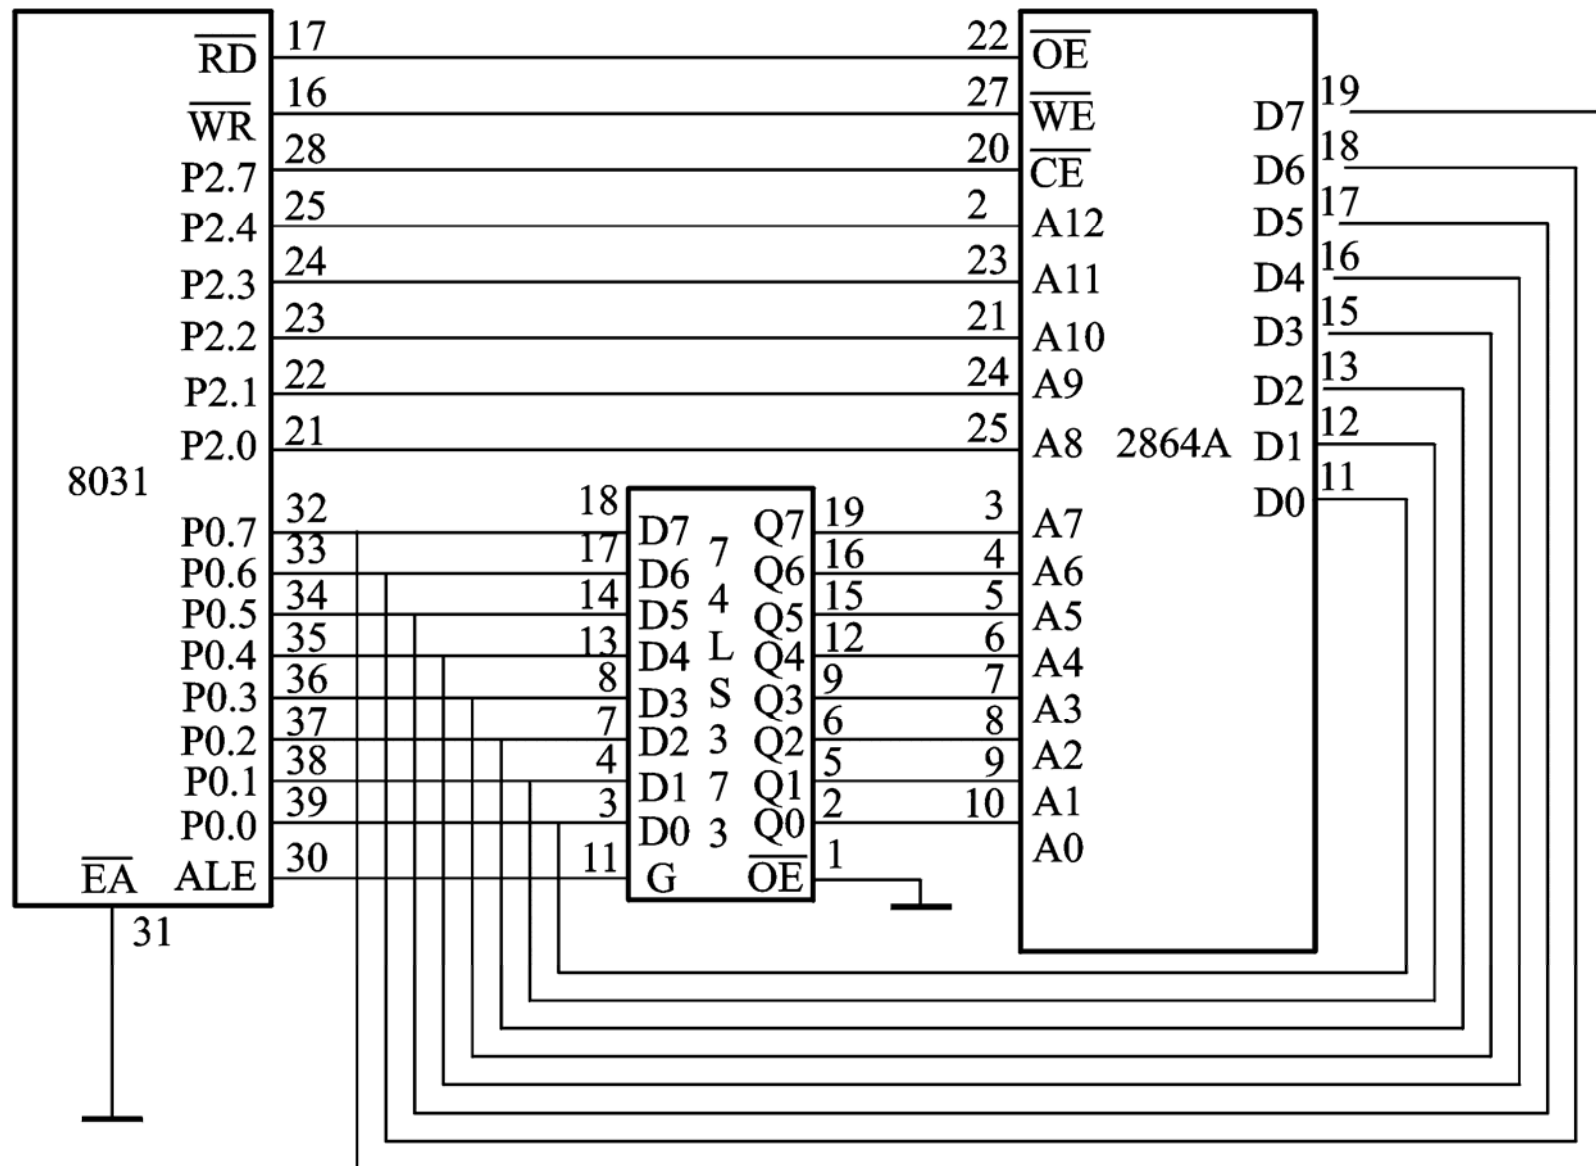 RD 17 22 OE
WR 16 27 WE D7 19
P2.7 28 20 CE D6 18
P2.4 25 2 A12 D5 17
P2.3 24 23 A11 D4 16
P2.2 23 21 A10 D3 15
P2.1 22 24 A9 D2 13
P2.0 21 25 A8 2864A D1 12
8031
D0 11
P0.7 32 18 D7 Q7 19 3 A7
P0.6 33 17 D6 Q6 16 4 A6
P0.5 34 14 D5 Q5 15 5 A5
P0.4 35 13 D4 Q4 12 6 A4
P0.3 36 8 D3 Q3 9 7 A3
P0.2 37 7 D2 Q2 6 8 A2
P0.1 38 4 D1 Q1 5 9 A1
P0.0 39 3 D0 Q0 2 10 A0
74LS373
EA ALE 30 11 G OE 1
31